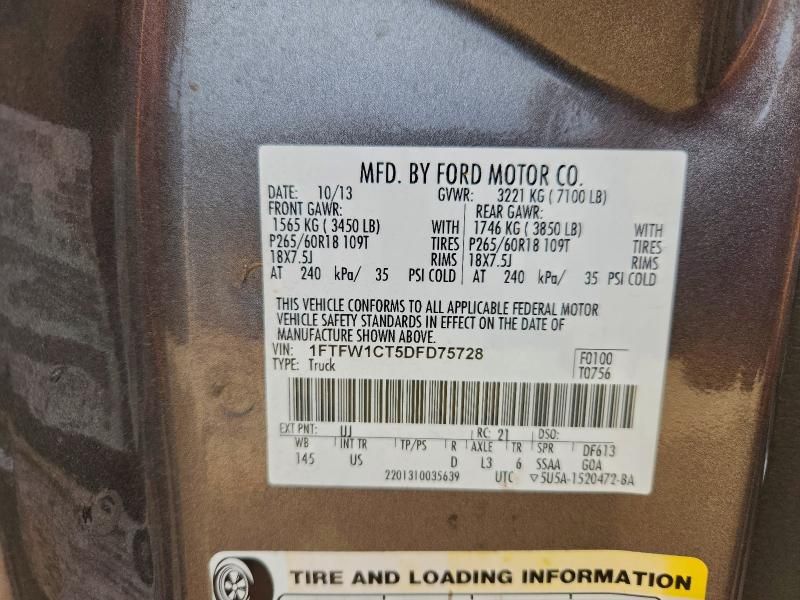 MFD. BY FORD MOTOR CO.
DATE: 10/13 GVWR: 3221 KG ( 7100 LB)
FRONT GAWR: REAR GAWR:
1565 KG ( 3450 LB) WITH 1746 KG ( 3850 LB) WITH
P265/60R18 109T TIRES P265/60R18 109T TIRES
18X7.5J RIMS 18X7.5J RIMS
AT 240 kPa/ 35 PSI COLD AT 240 kPa/ 35 PSI COLD
THIS VEHICLE CONFORMS TO ALL APPLICABLE FEDERAL MOTOR
VEHICLE SAFETY STANDARDS IN EFFECT ON THE DATE OF
MANUFACTURE SHOWN ABOVE.
VIN: 1FTFW1CT5DFD75728 F0100
TYPE: Truck T0756
EXT PNT: UJ RC: 21 DSO:
WB INT TR TP/PS R AXLE TR SPR DF613
145 US D L3 6 SSAA GOA
2201310035639 UTC ▽5U5A-1520472-BA
TIRE AND LOADING INFORMATION